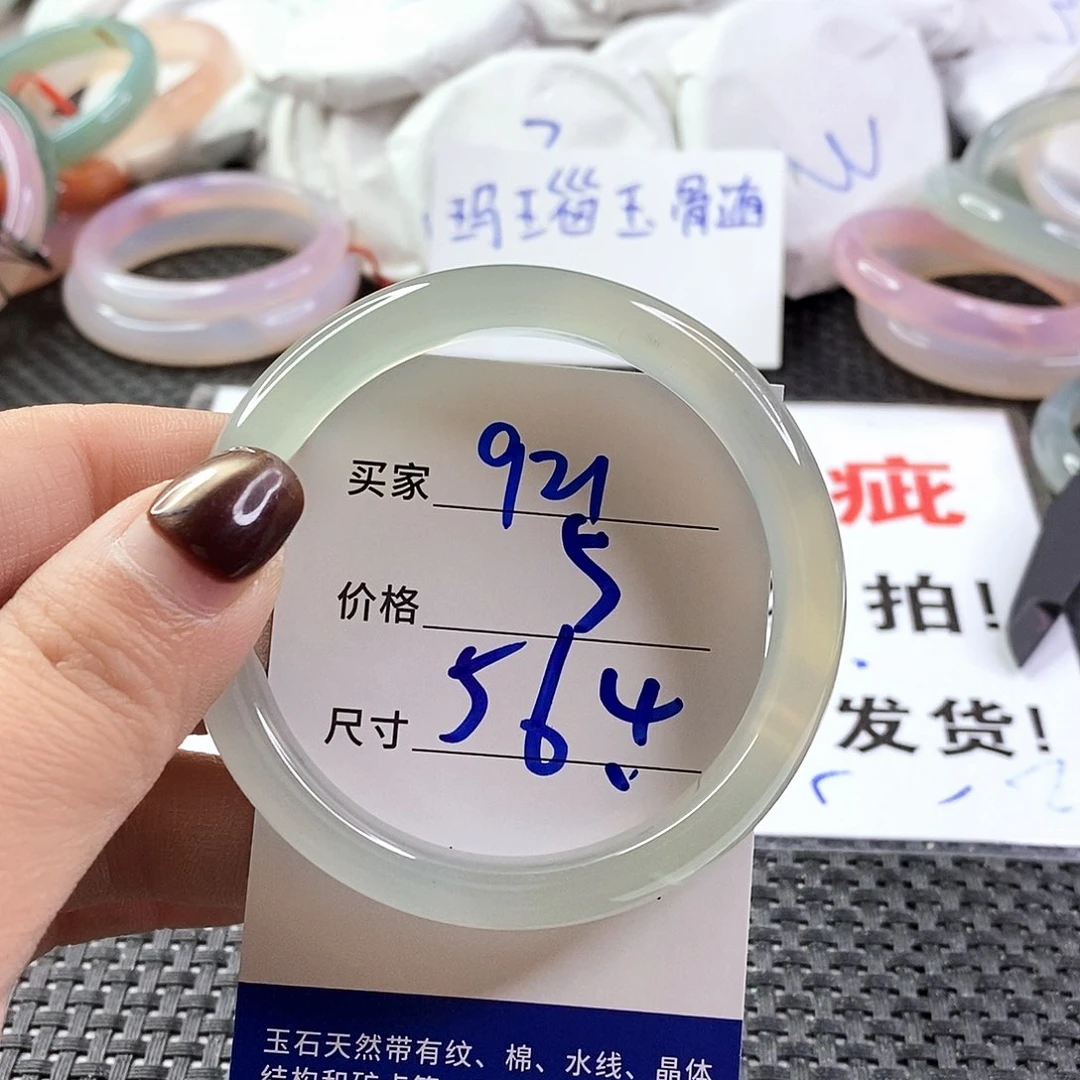 玛瑙玉骨髓
买家 921
5
价格
尺寸 56.4
疵
拍!
发货!
玉石天然带有纹、棉、水线、晶体